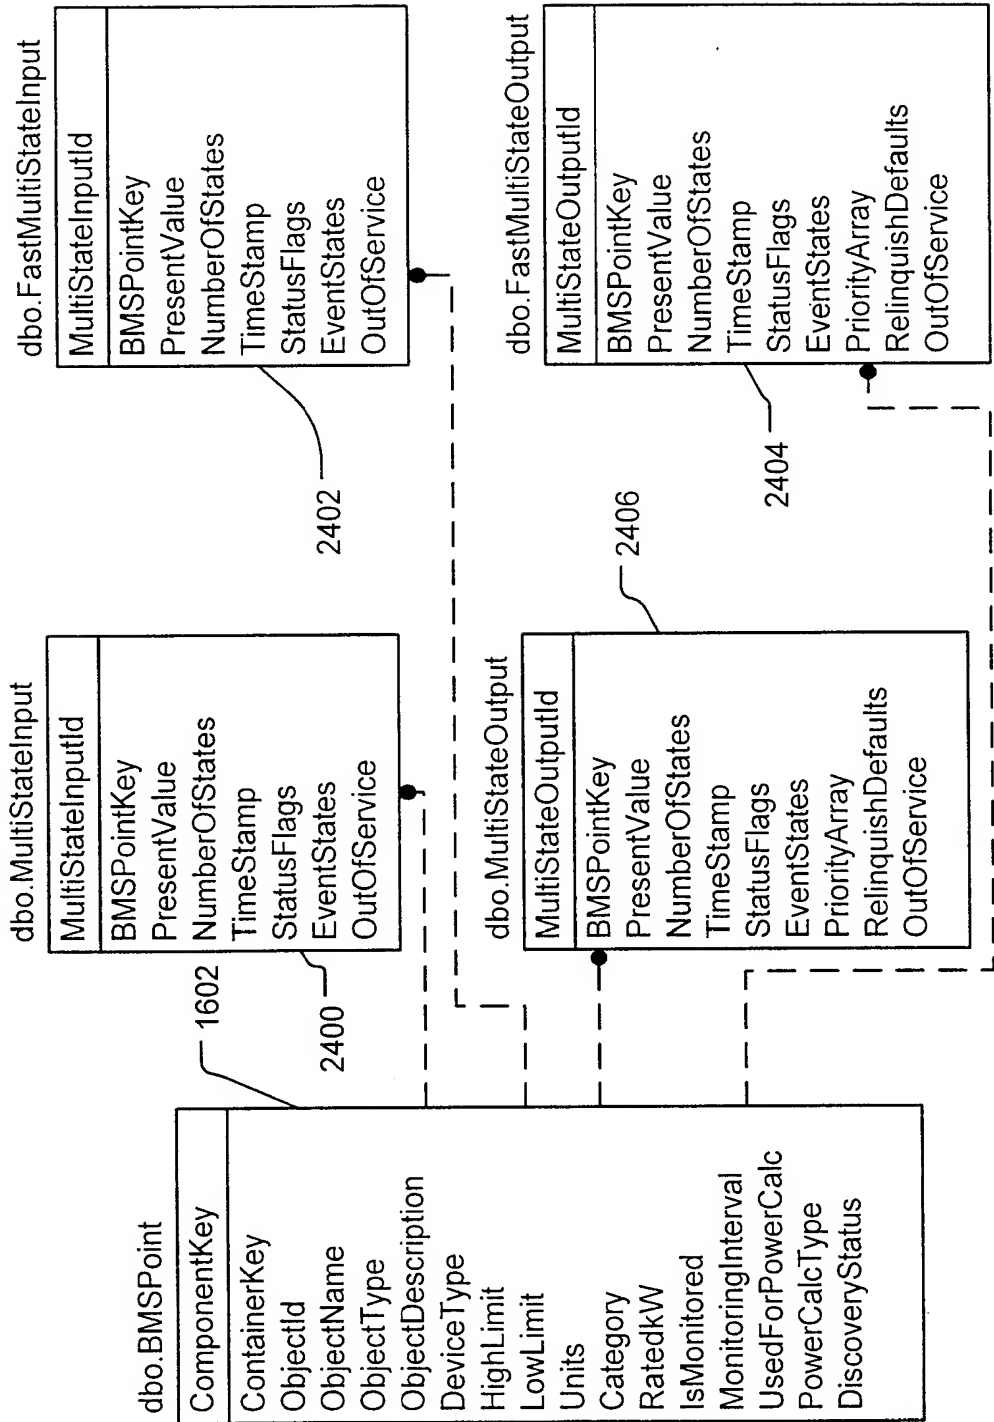 dbo.BMSPoint
ComponentKey
ContainerKey
ObjectId
ObjectName
ObjectType
ObjectDescription
DeviceType
HighLimit
LowLimit
Units
Category
RatedkW
IsMonitored
MonitoringInterval
UsedForPowerCalc
PowerCalcType
DiscoveryStatus
1602
dbo.MultiStateInput
MultiStateInputId
BMSPointKey
PresentValue
NumberOfStates
TimeStamp
StatusFlags
EventStates
OutOfService
2400
dbo.FastMultiStateInput
MultiStateInputId
BMSPointKey
PresentValue
NumberOfStates
TimeStamp
StatusFlags
EventStates
OutOfService
2402
dbo.MultiStateOutput
MultiStateOutputId
BMSPointKey
PresentValue
NumberOfStates
TimeStamp
StatusFlags
EventStates
PriorityArray
RelinquishDefaults
OutOfService
2406
dbo.FastMultiStateOutput
MultiStateOutputId
BMSPointKey
PresentValue
NumberOfStates
TimeStamp
StatusFlags
EventStates
PriorityArray
RelinquishDefaults
OutOfService
2404